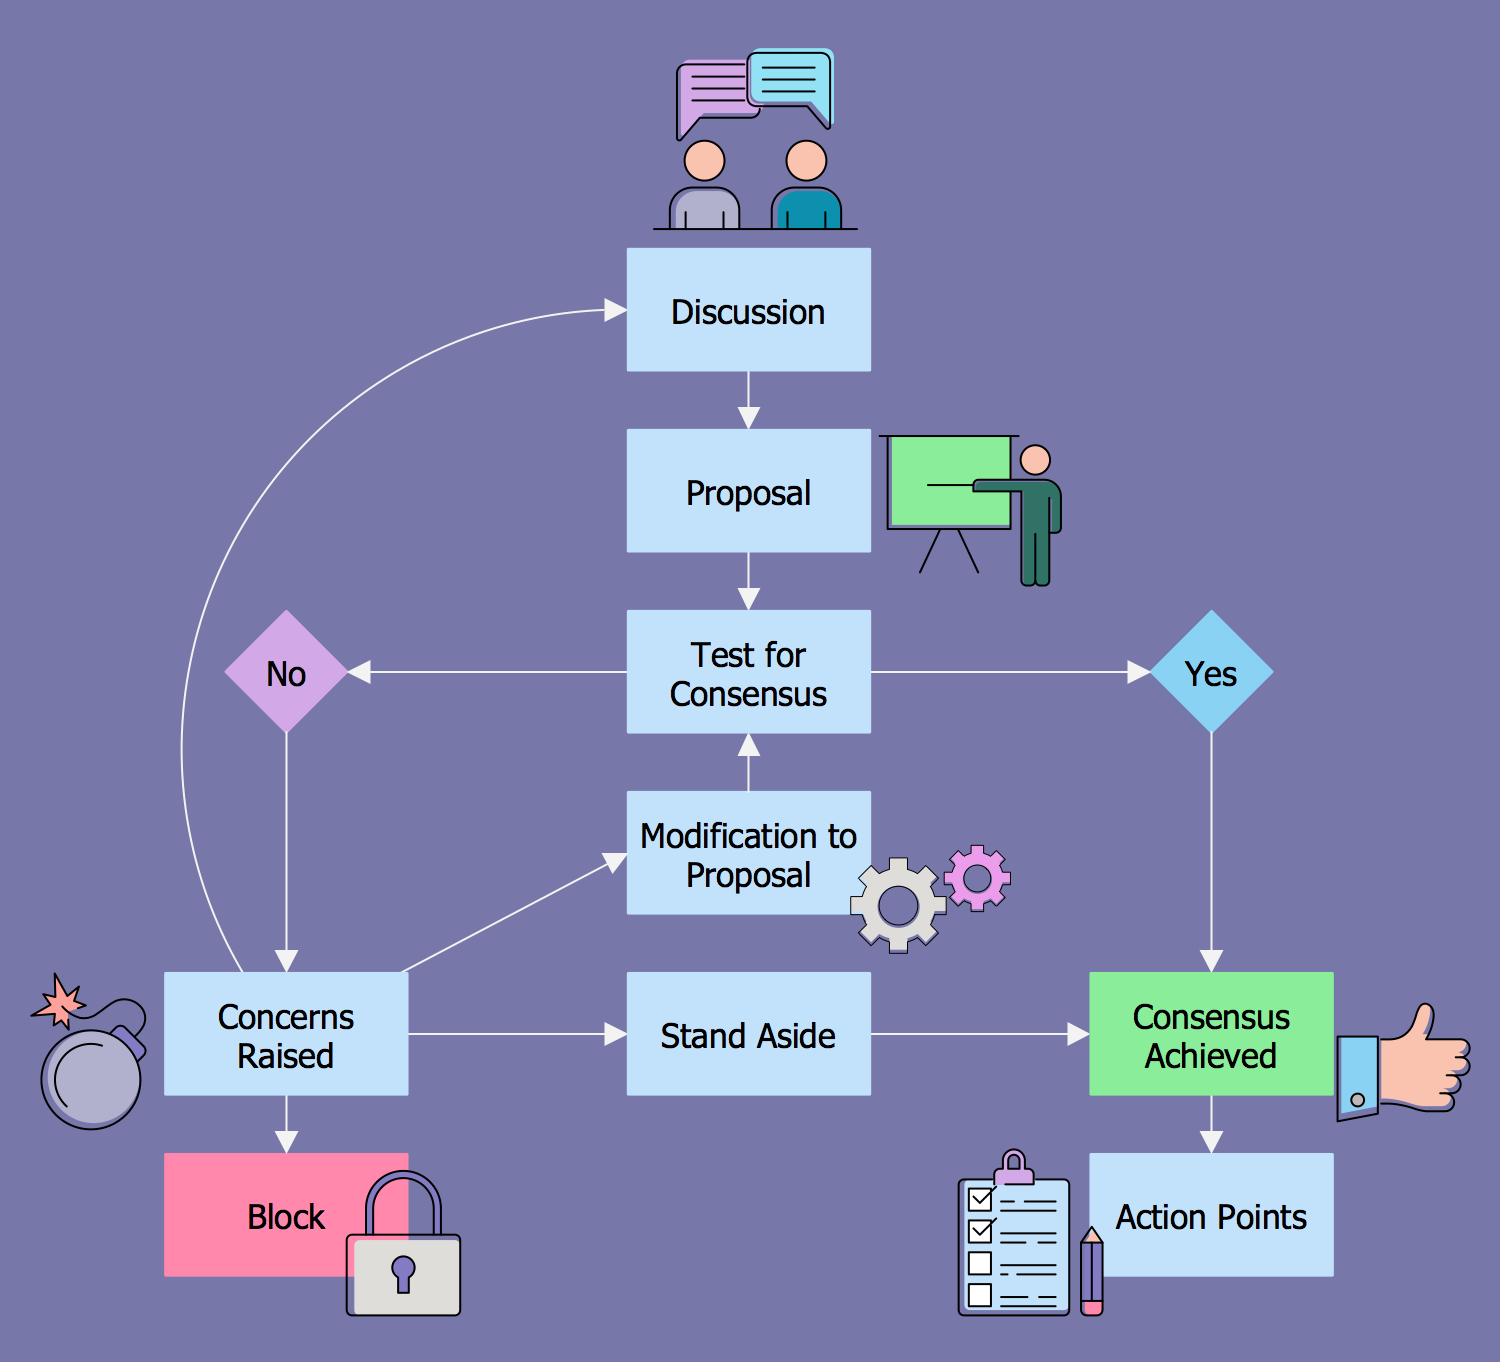 Discussion
Proposal
No
Test for
Consensus
Yes
Modification to
Proposal
Concerns
Raised
Stand Aside
Consensus
Achieved
Block
Action Points